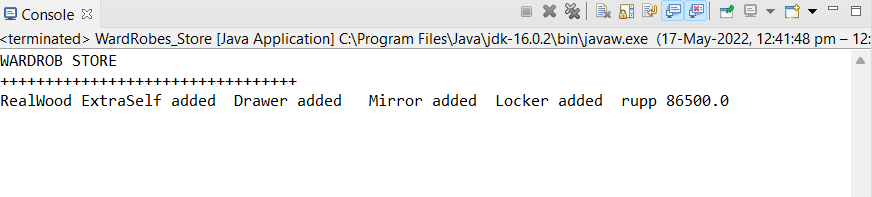 Console
<terminated> WardRobes_Store [Java Application] C:\Program Files\Java\jdk-16.0.2\bin\javaw.exe (17-May-2022, 12:41:48 pm – 12:
WARDROB STORE
+++++++++++++++++++++++++++++++++
RealWood ExtraSelf added  Drawer added   Mirror added  Locker added  rupp 86500.0